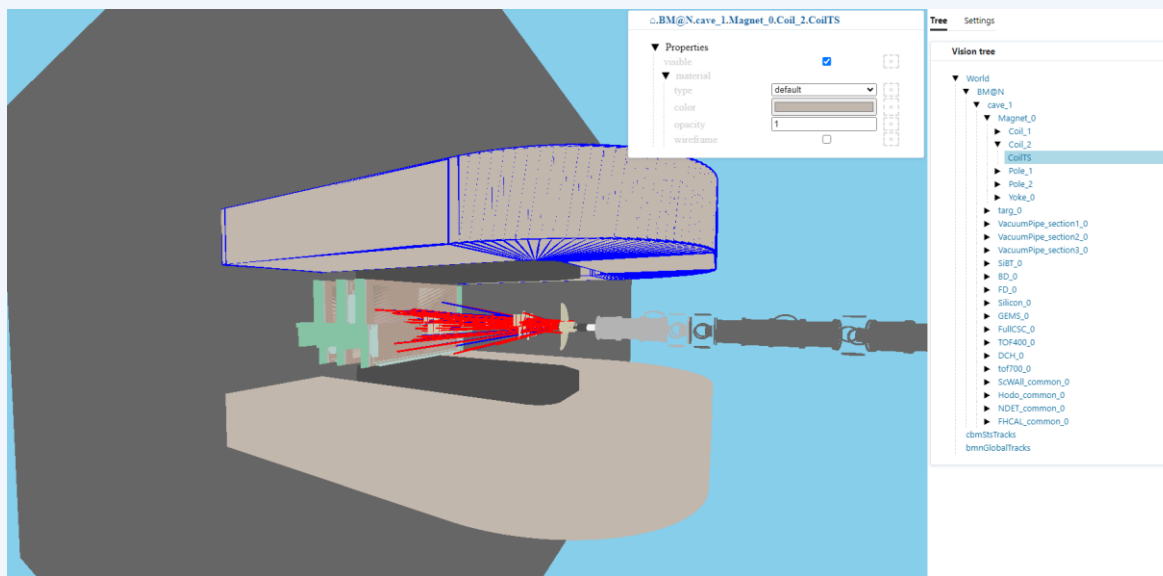 ⌂.BM@N.cave_1.Magnet_0.Coil_2.CoilTS
▼ Properties
visible
▼ material
type default
color
opacity 1
wireframe
Tree Settings
Vision tree
▼ World
▼ BM@N
▼ cave_1
▼ Magnet_0
▶ Coil_1
▼ Coil_2
CoilTS
▶ Pole_1
▶ Pole_2
▶ Yoke_0
▶ targ_0
▶ VacuumPipe_section1_0
▶ VacuumPipe_section2_0
▶ VacuumPipe_section3_0
▶ SiBT_0
▶ BD_0
▶ FD_0
▶ Silicon_0
▶ GEMS_0
▶ FullCSC_0
▶ TOF400_0
▶ DCH_0
▶ tof700_0
▶ ScWAll_common_0
▶ Hodo_common_0
▶ NDET_common_0
▶ FHCAL_common_0
cbmStsTracks
bmnGlobalTracks